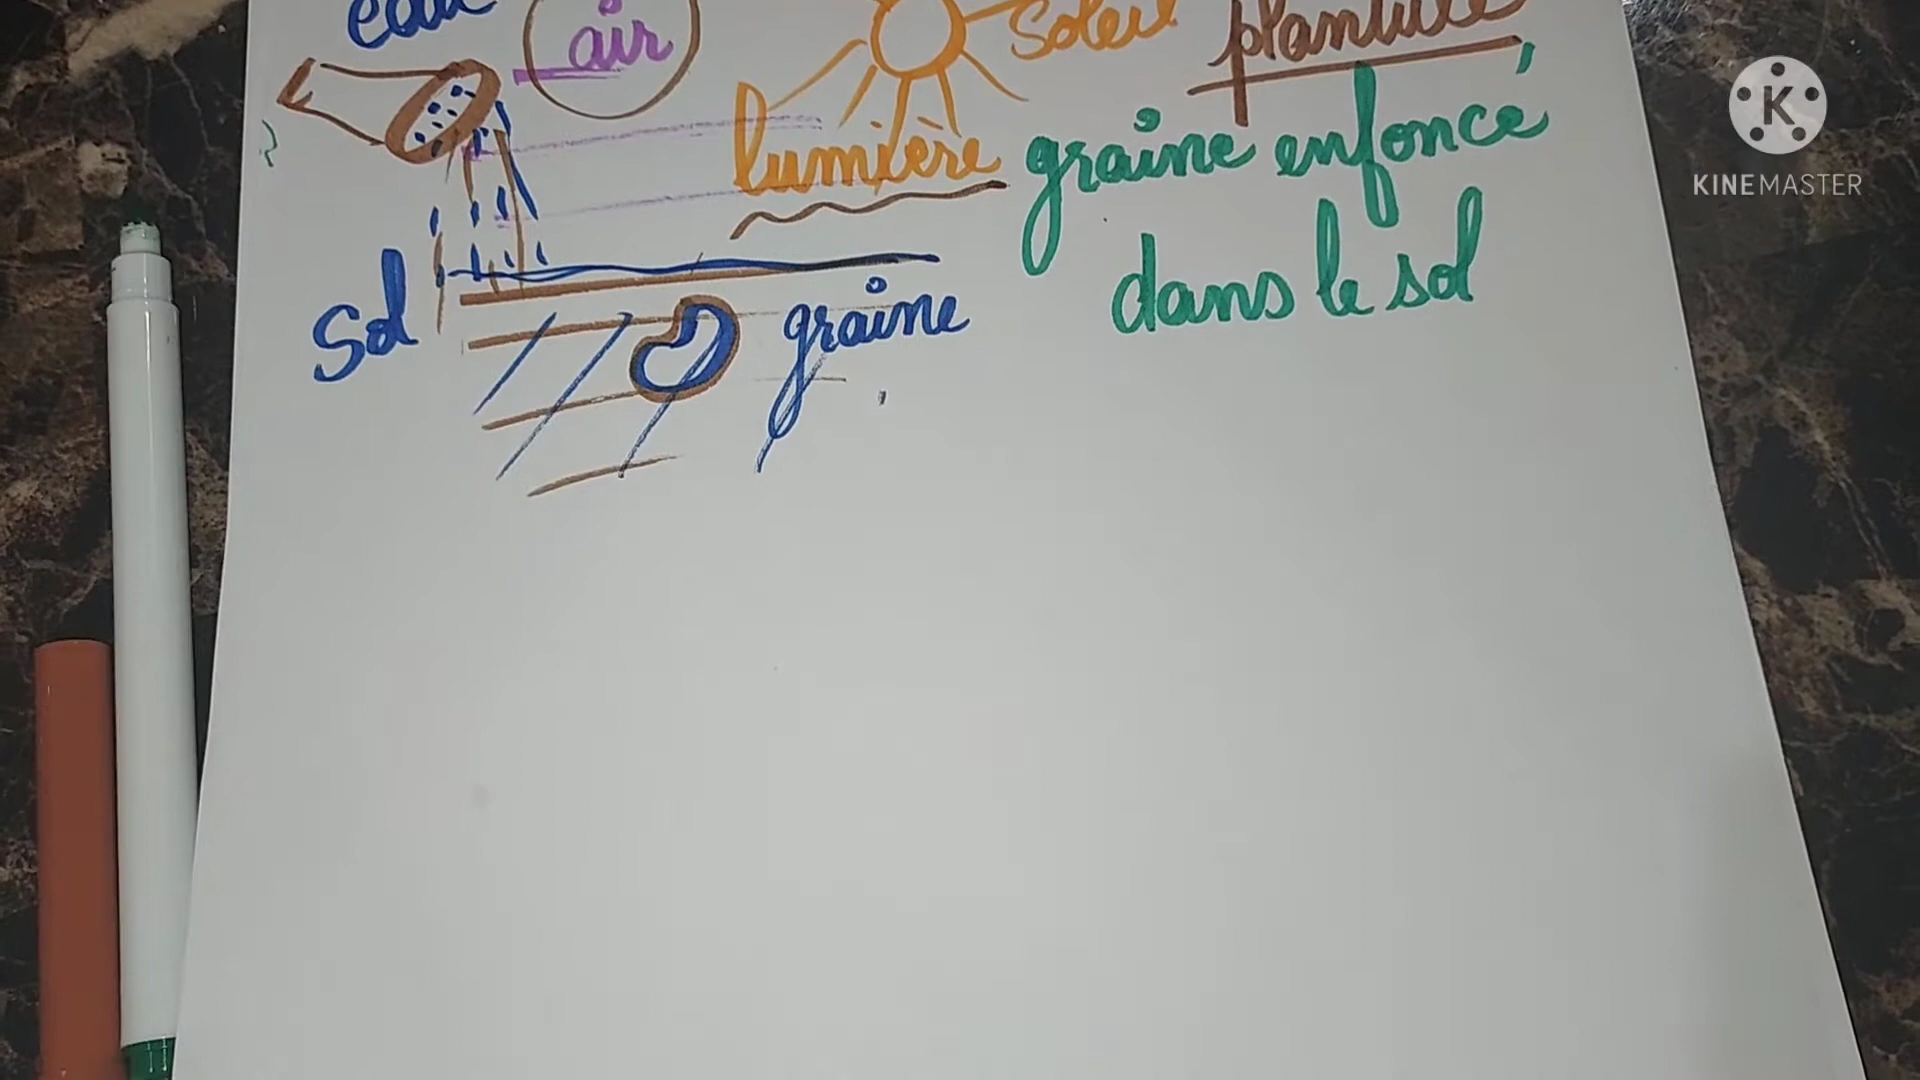 eau
air
soleil
plantule
lumière
graine enfoncé
dans le sol
sol
graine
K
KINEMASTER